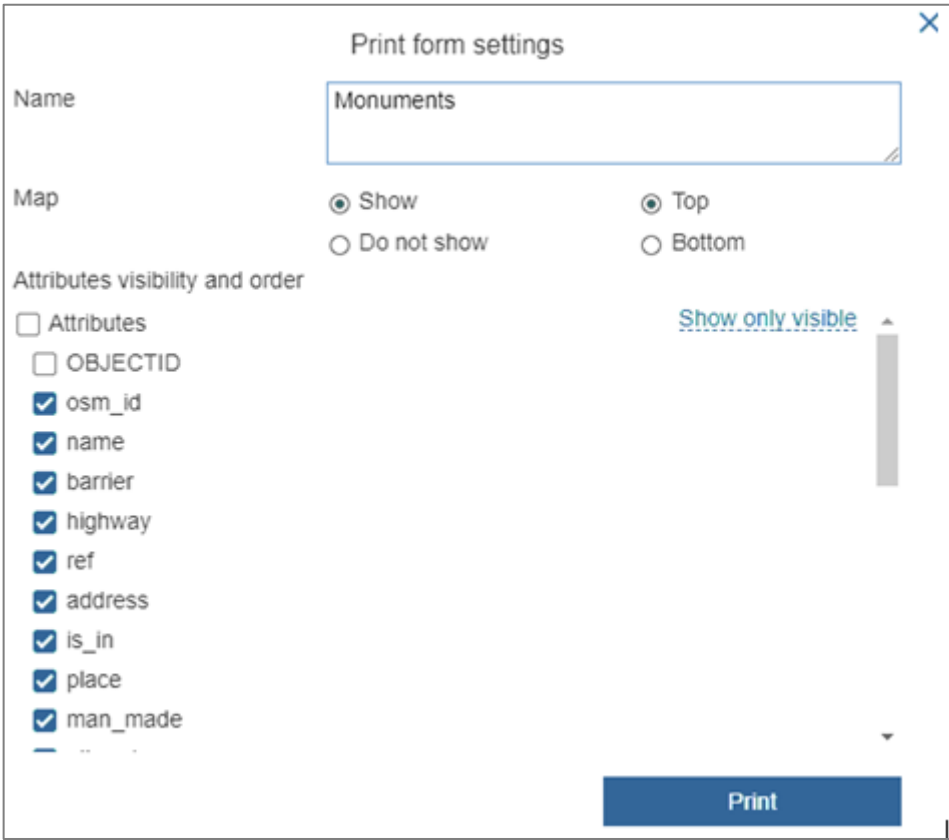 Print form settings
Name
Monuments
Map
Show
Top
Do not show
Bottom
Attributes visibility and order
Attributes
Show only visible
OBJECTID
osm_id
name
barrier
highway
ref
address
is_in
place
man_made
Print